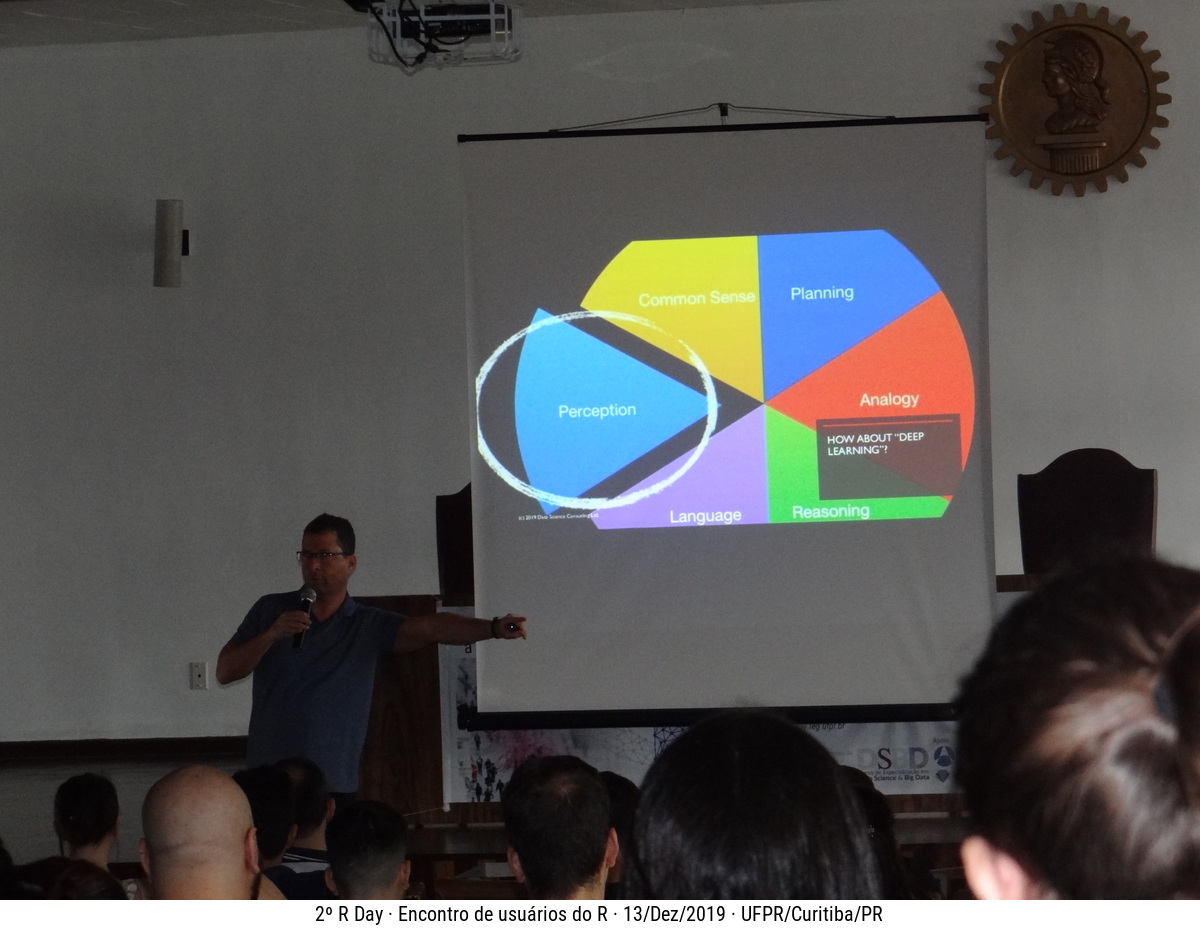 Common Sense
Planning
Perception
Analogy
HOW ABOUT "DEEP
LEARNING"?
Language
Reasoning
(c) 2019 Data Science Consulting Ltd.
DSBD
Data Science & Big Data
2º R Day · Encontro de usuários do R · 13/Dez/2019 · UFPR/Curitiba/PR